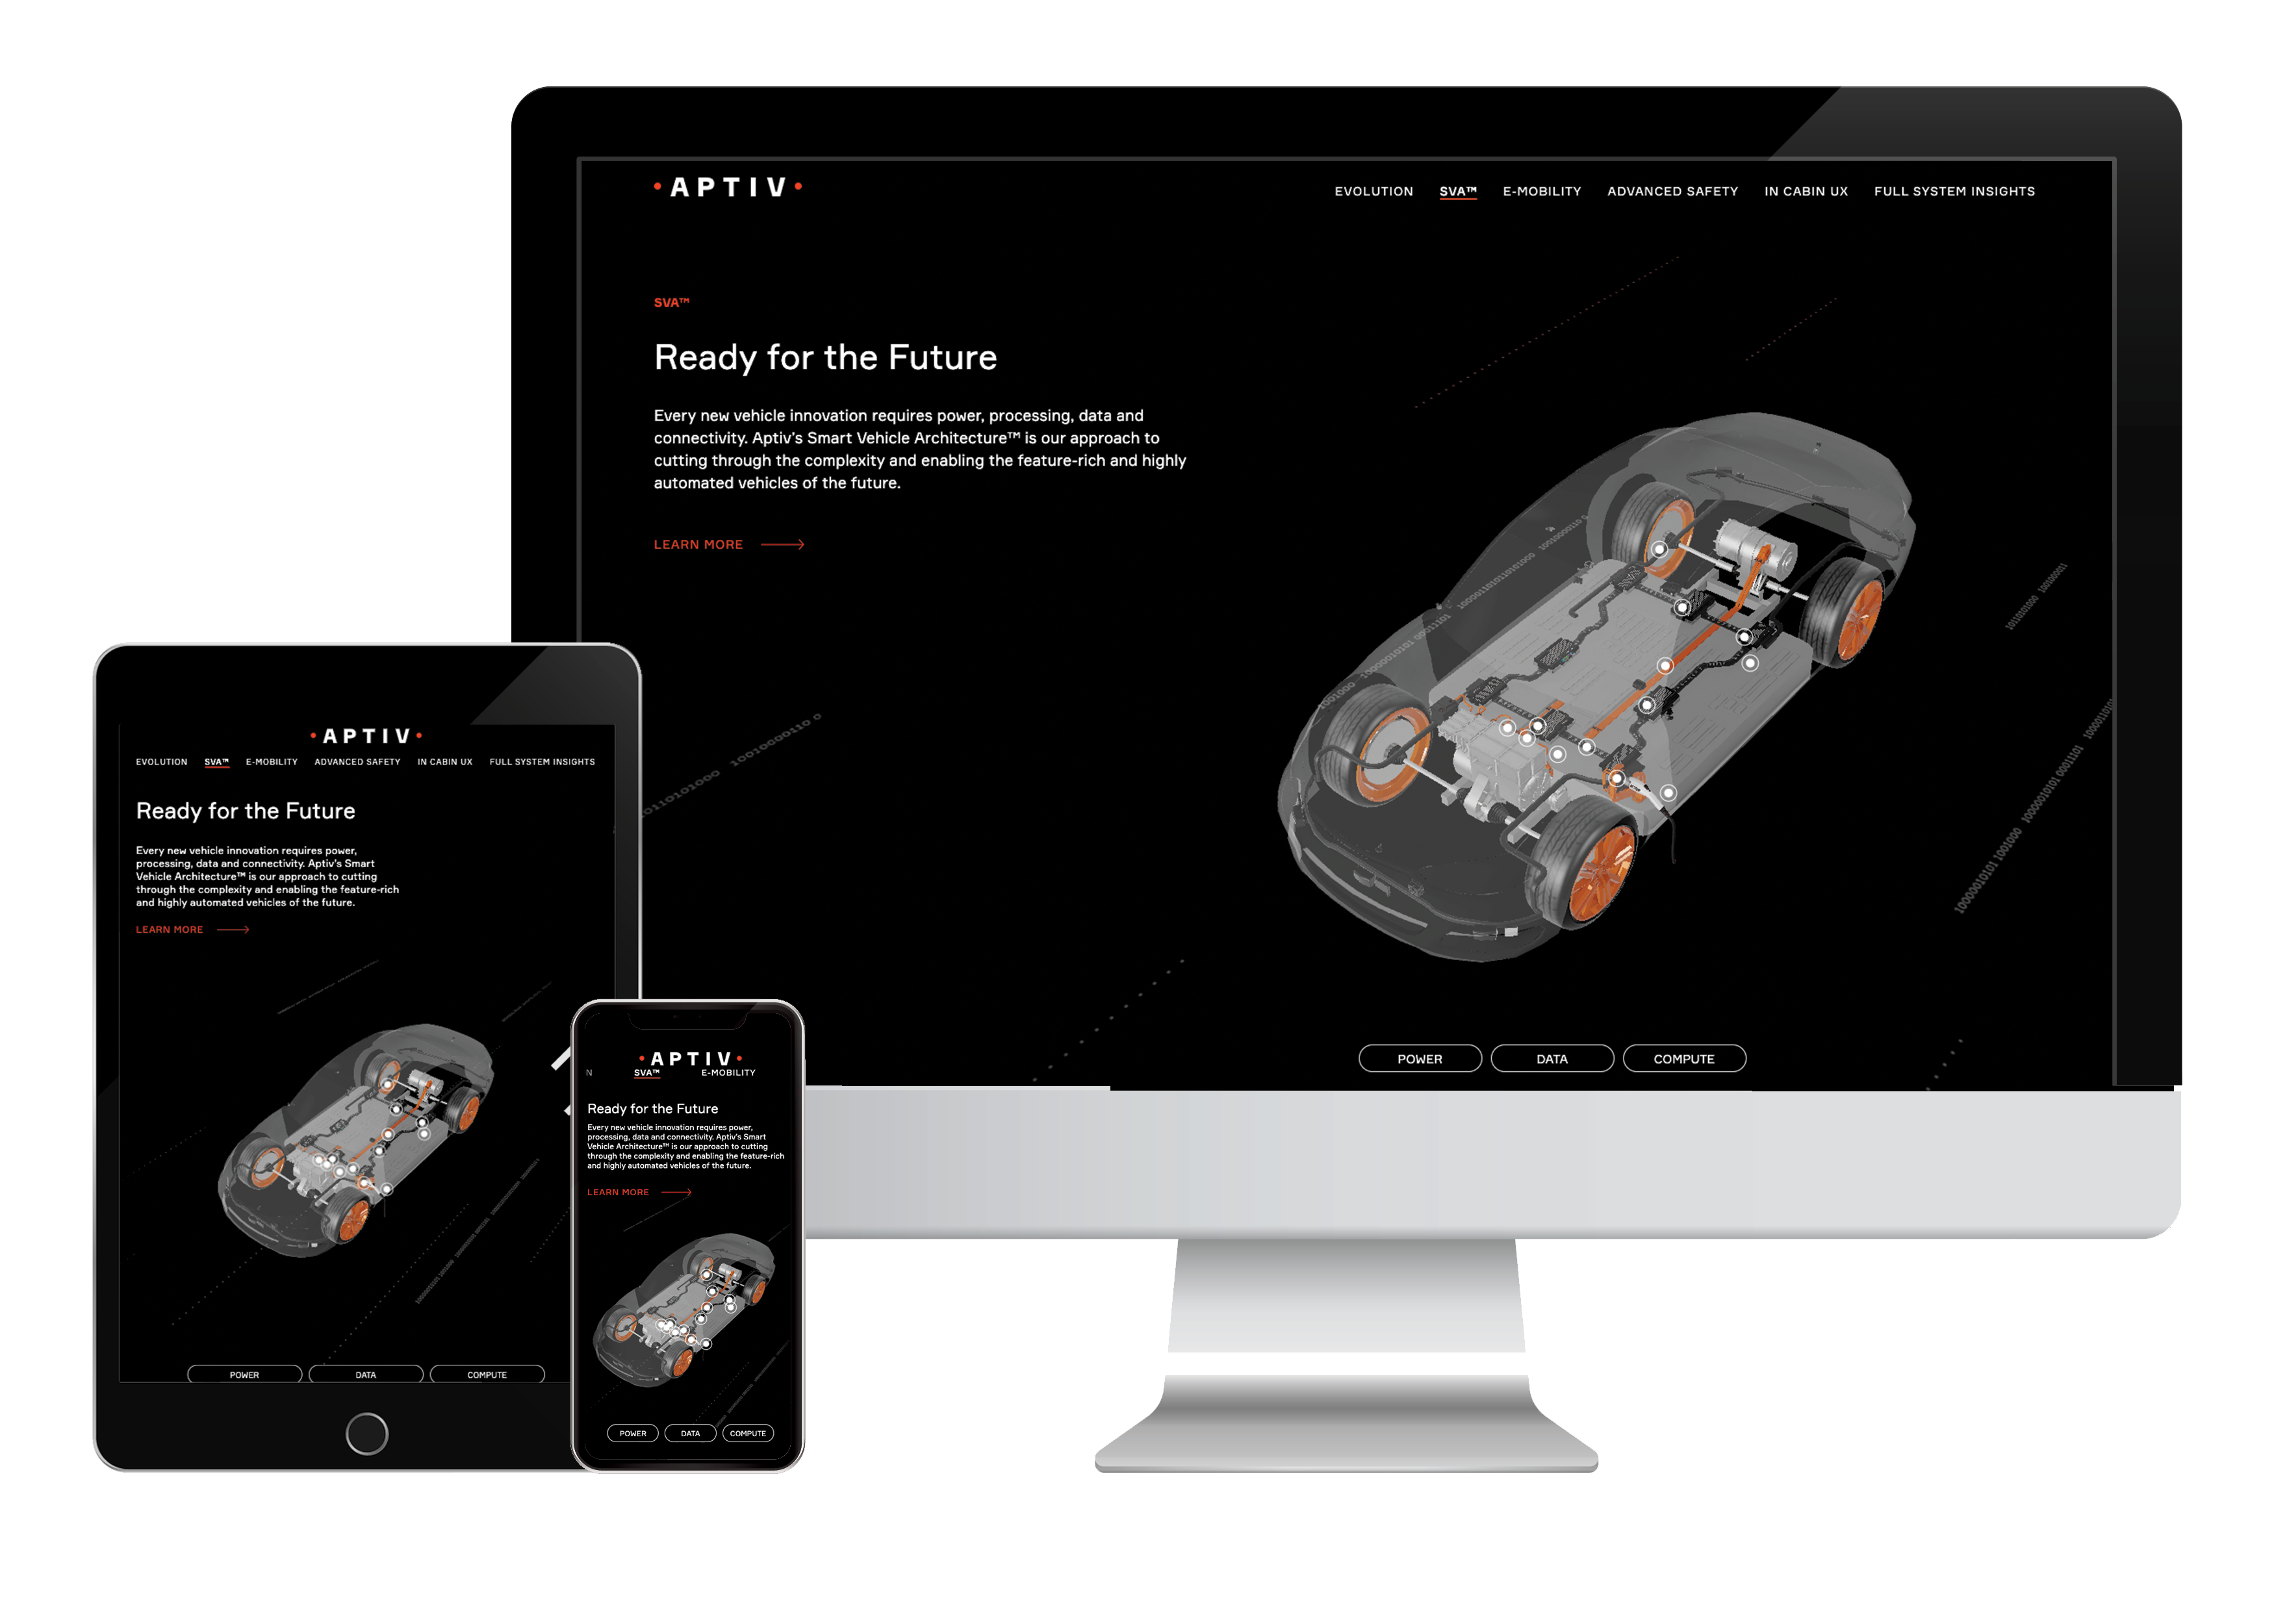 • APTIV •
EVOLUTION SVA™ E-MOBILITY ADVANCED SAFETY IN CABIN UX FULL SYSTEM INSIGHTS
SVA™
Ready for the Future
Every new vehicle innovation requires power, processing, data and
connectivity. Aptiv's Smart Vehicle Architecture™ is our approach to
cutting through the complexity and enabling the feature-rich and highly
automated vehicles of the future.
LEARN MORE
POWER DATA COMPUTE
• APTIV •
EVOLUTION SVA™ E-MOBILITY ADVANCED SAFETY IN CABIN UX FULL SYSTEM INSIGHTS
Ready for the Future
Every new vehicle innovation requires power,
processing, data and connectivity. Aptiv's Smart
Vehicle Architecture™ is our approach to cutting
through the complexity and enabling the feature-rich
and highly automated vehicles of the future.
LEARN MORE
POWER DATA COMPUTE
• APTIV •
N SVA™ E-MOBILITY
Ready for the Future
Every new vehicle innovation requires power,
processing, data and connectivity. Aptiv's Smart
Vehicle Architecture™ is our approach to cutting
through the complexity and enabling the feature-rich
and highly automated vehicles of the future.
LEARN MORE
POWER DATA COMPUTE